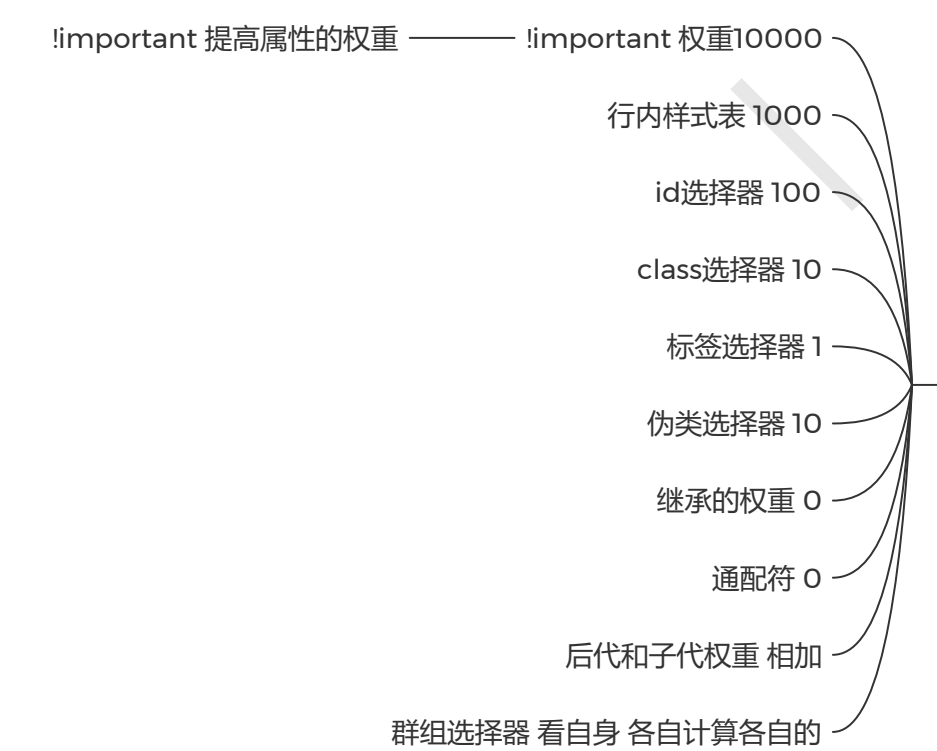 !important 提高属性的权重 !important 权重10000
行内样式表 1000
id选择器 100
class选择器 10
标签选择器 1
伪类选择器 10
继承的权重 0
通配符 0
后代和子代权重 相加
群组选择器 看自身 各自计算各自的